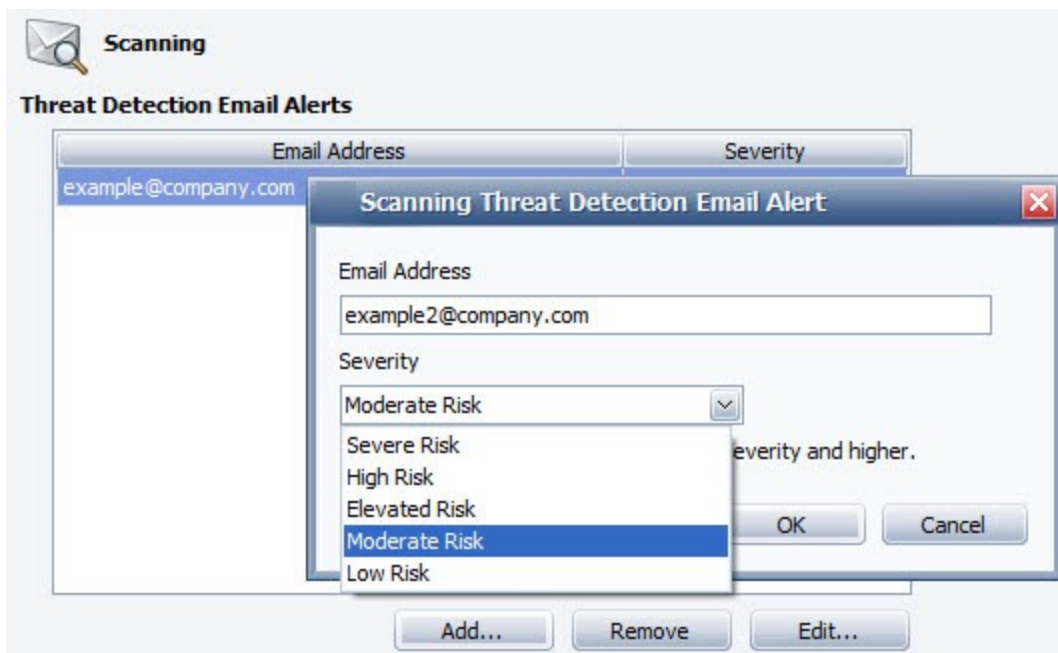 Scanning
Threat Detection Email Alerts
Email Address Severity
example@company.com
Scanning Threat Detection Email Alert
Email Address
example2@company.com
Severity
Moderate Risk
Severe Risk
everity and higher.
High Risk
Elevated Risk
Moderate Risk
OK Cancel
Low Risk
Add... Remove Edit...